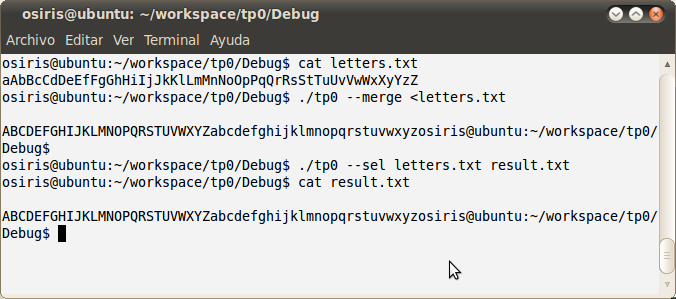 osiris@ubuntu: ~/workspace/tp0/Debug
Archivo Editar Ver Terminal Ayuda
osiris@ubuntu:~/workspace/tp0/Debug$ cat letters.txt
aAbBcCdDeEfFgGhHiIjJkKlLmMnNoOpPqQrRsStTuUvVwWxXyYzZ
osiris@ubuntu:~/workspace/tp0/Debug$ ./tp0 --merge <letters.txt
ABCDEFGHIJKLMNOPQRSTUVWXYZabcdefghijklmnopqrstuvwxyzosiris@ubuntu:~/workspace/tp0/
Debug$
osiris@ubuntu:~/workspace/tp0/Debug$ ./tp0 --sel letters.txt result.txt
osiris@ubuntu:~/workspace/tp0/Debug$ cat result.txt
ABCDEFGHIJKLMNOPQRSTUVWXYZabcdefghijklmnopqrstuvwxyzosiris@ubuntu:~/workspace/tp0/
Debug$